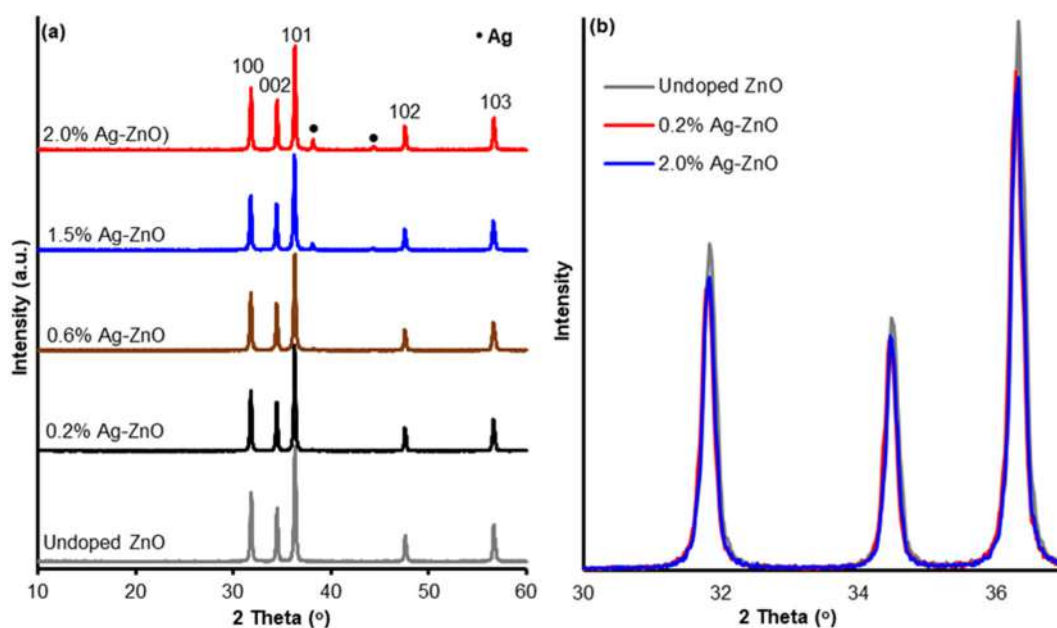 (a)
• Ag
101
100
002
102
103
2.0% Ag-ZnO)
1.5% Ag-ZnO
0.6% Ag-ZnO
0.2% Ag-ZnO
Undoped ZnO
Intensity (a.u.)
10 20 30 40 50 60
2 Theta (o)
(b)
Undoped ZnO
0.2% Ag-ZnO
2.0% Ag-ZnO
Intensity
30 32 34 36
2 Theta (o)